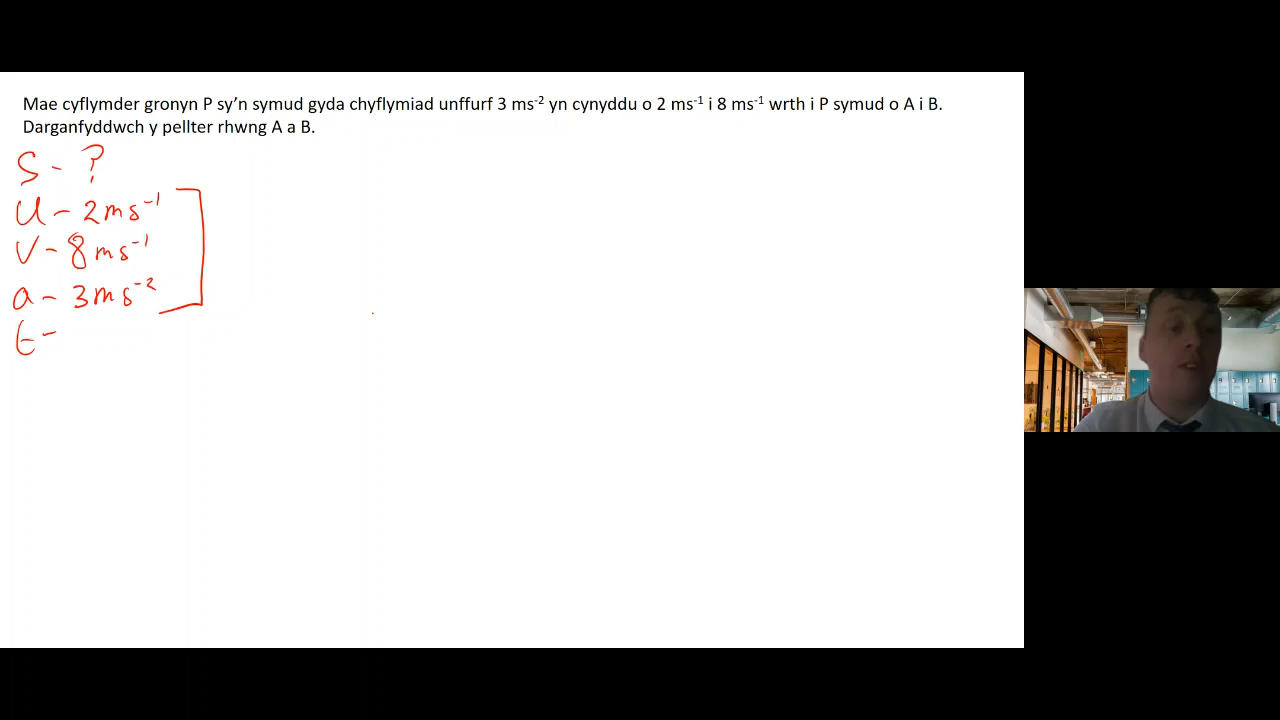 Mae cyflymder gronyn P sy’n symud gyda chyflymiad unffurf 3 ms⁻² yn cynyddu o 2 ms⁻¹ i 8 ms⁻¹ wrth i P symud o A i B.
Darganfyddwch y pellter rhwng A a B.
S - ?
u - 2ms⁻¹
v - 8ms⁻¹
a - 3ms⁻²
t -